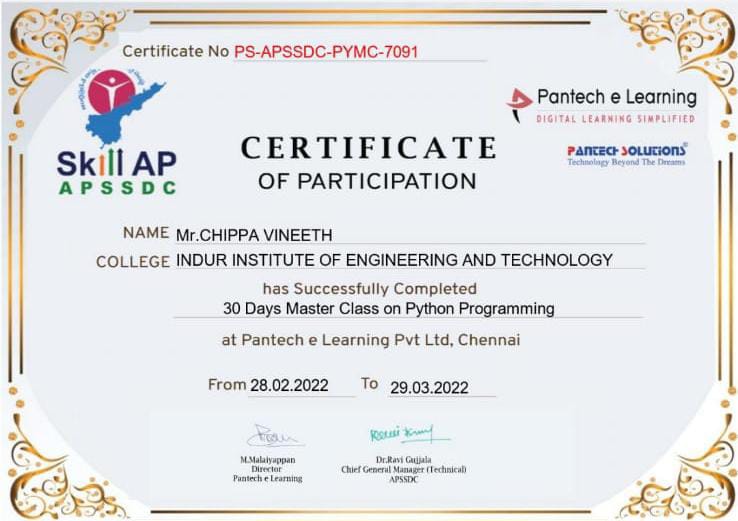 Certificate No PS-APSSDC-PYMC-7091
Skill AP
APSSDC
Pantech e Learning
DIGITAL LEARNING SIMPLIFIED
PANTECH SOLUTIONS
Technology Beyond The Dreams
CERTIFICATE
OF PARTICIPATION
NAME Mr.CHIPPA VINEETH
COLLEGE INDUR INSTITUTE OF ENGINEERING AND TECHNOLOGY
has Successfully Completed
30 Days Master Class on Python Programming
at Pantech e Learning Pvt Ltd, Chennai
From 28.02.2022 To 29.03.2022
M.Malaiyappan
Director
Pantech e Learning
Dr.Ravi Gujjala
Chief General Manager (Technical)
APSSDC